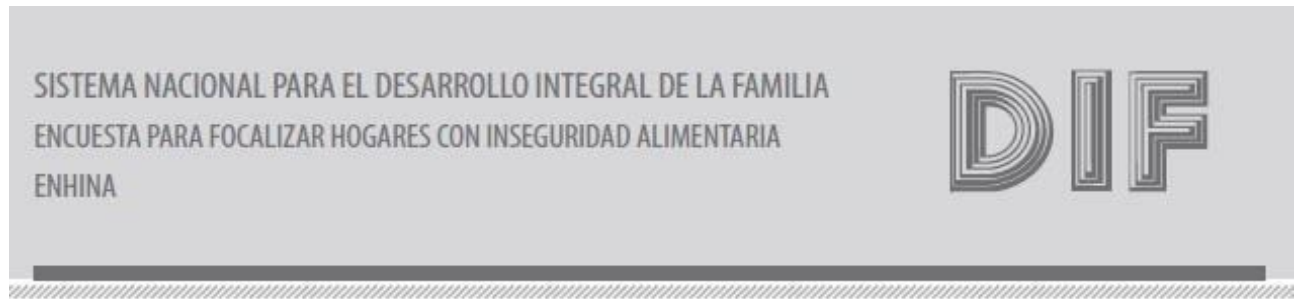 SISTEMA NACIONAL PARA EL DESARROLLO INTEGRAL DE LA FAMILIA
ENCUESTA PARA FOCALIZAR HOGARES CON INSEGURIDAD ALIMENTARIA
ENHINA
DIF